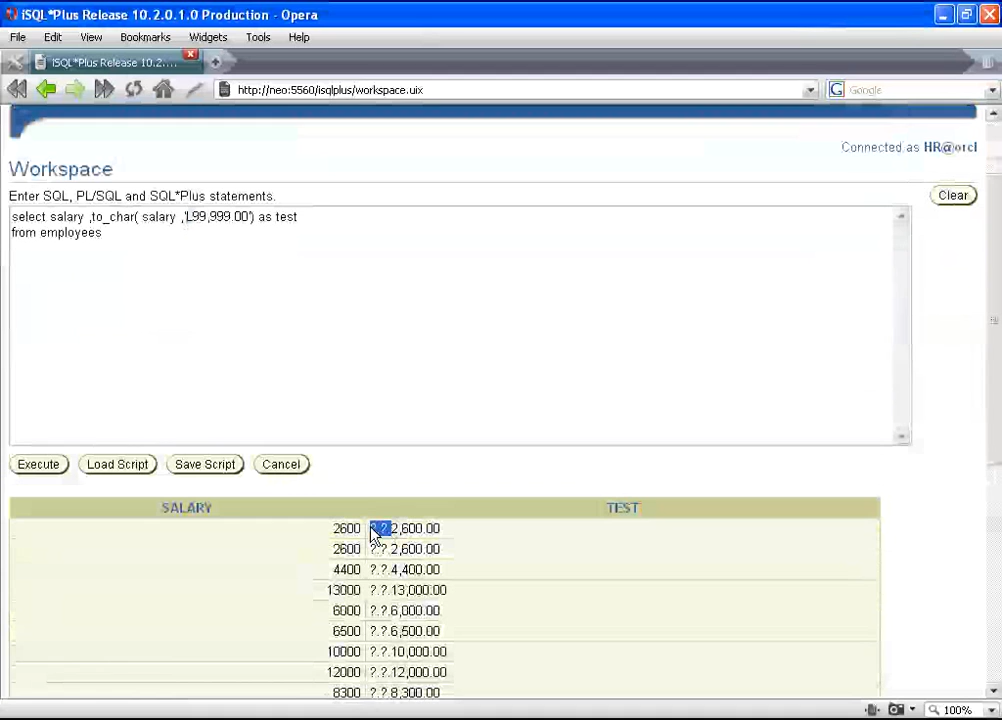 iSQL*Plus Release 10.2.0.1.0 Production - Opera
File Edit View Bookmarks Widgets Tools Help
iSQL*Plus Release 10.2....
http://neo:5560/isqlplus/workspace.uix
Google
Connected as HR@orcl
Workspace
Enter SQL, PL/SQL and SQL*Plus statements.
Clear
select salary ,to_char( salary ,'L99,999.00') as test
from employees
Execute Load Script Save Script Cancel
SALARY TEST
2600 ?.?.2,600.00
2600 ?.?.2,600.00
4400 ?.?.4,400.00
13000 ?.?.13,000.00
6000 ?.?.6,000.00
6500 ?.?.6,500.00
10000 ?.?.10,000.00
12000 ?.?.12,000.00
8300 ?.?.8,300.00
100%